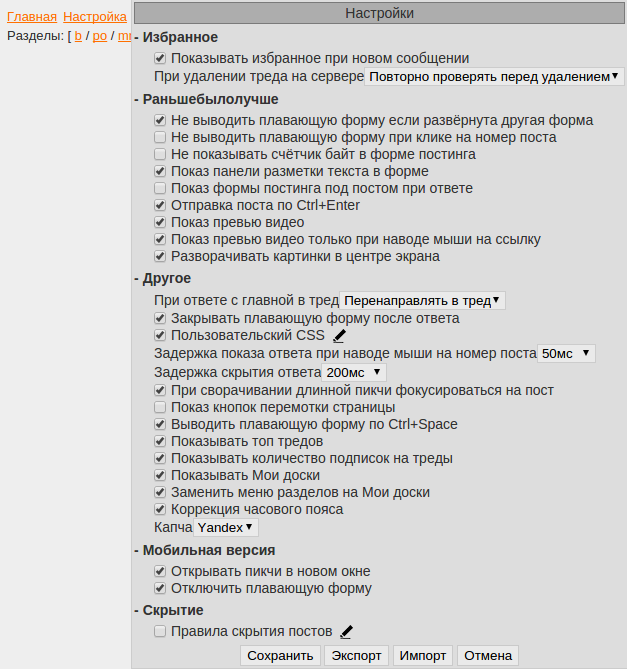 Главная Настройка
Разделы: [ b / po /
Настройки
- Избранное
Показывать избранное при новом сообщении
При удалении треда на сервере Повторно проверять перед удалением
- Раньшебылолучше
Не выводить плавающую форму если развёрнута другая форма
Не выводить плавающую форму при клике на номер поста
Не показывать счётчик байт в форме постинга
Показ панели разметки текста в форме
Показ формы постинга под постом при ответе
Отправка поста по Ctrl+Enter
Показ превью видео
Показ превью видео только при наводе мыши на ссылку
Разворачивать картинки в центре экрана
- Другое
При ответе с главной в тред Перенаправлять в тред
Закрывать плавающую форму после ответа
Пользовательский CSS
Задержка показа ответа при наводе мыши на номер поста 50мс
Задержка скрытия ответа 200мс
При сворачивании длинной пикчи фокусироваться на пост
Показ кнопок перемотки страницы
Выводить плавающую форму по Ctrl+Space
Показывать топ тредов
Показывать количество подписок на треды
Показывать Мои доски
Заменить меню разделов на Мои доски
Коррекция часового пояса
Капча Yandex
- Мобильная версия
Открывать пикчи в новом окне
Отключить плавающую форму
- Скрытие
Правила скрытия постов
Сохранить Экспорт Импорт Отмена